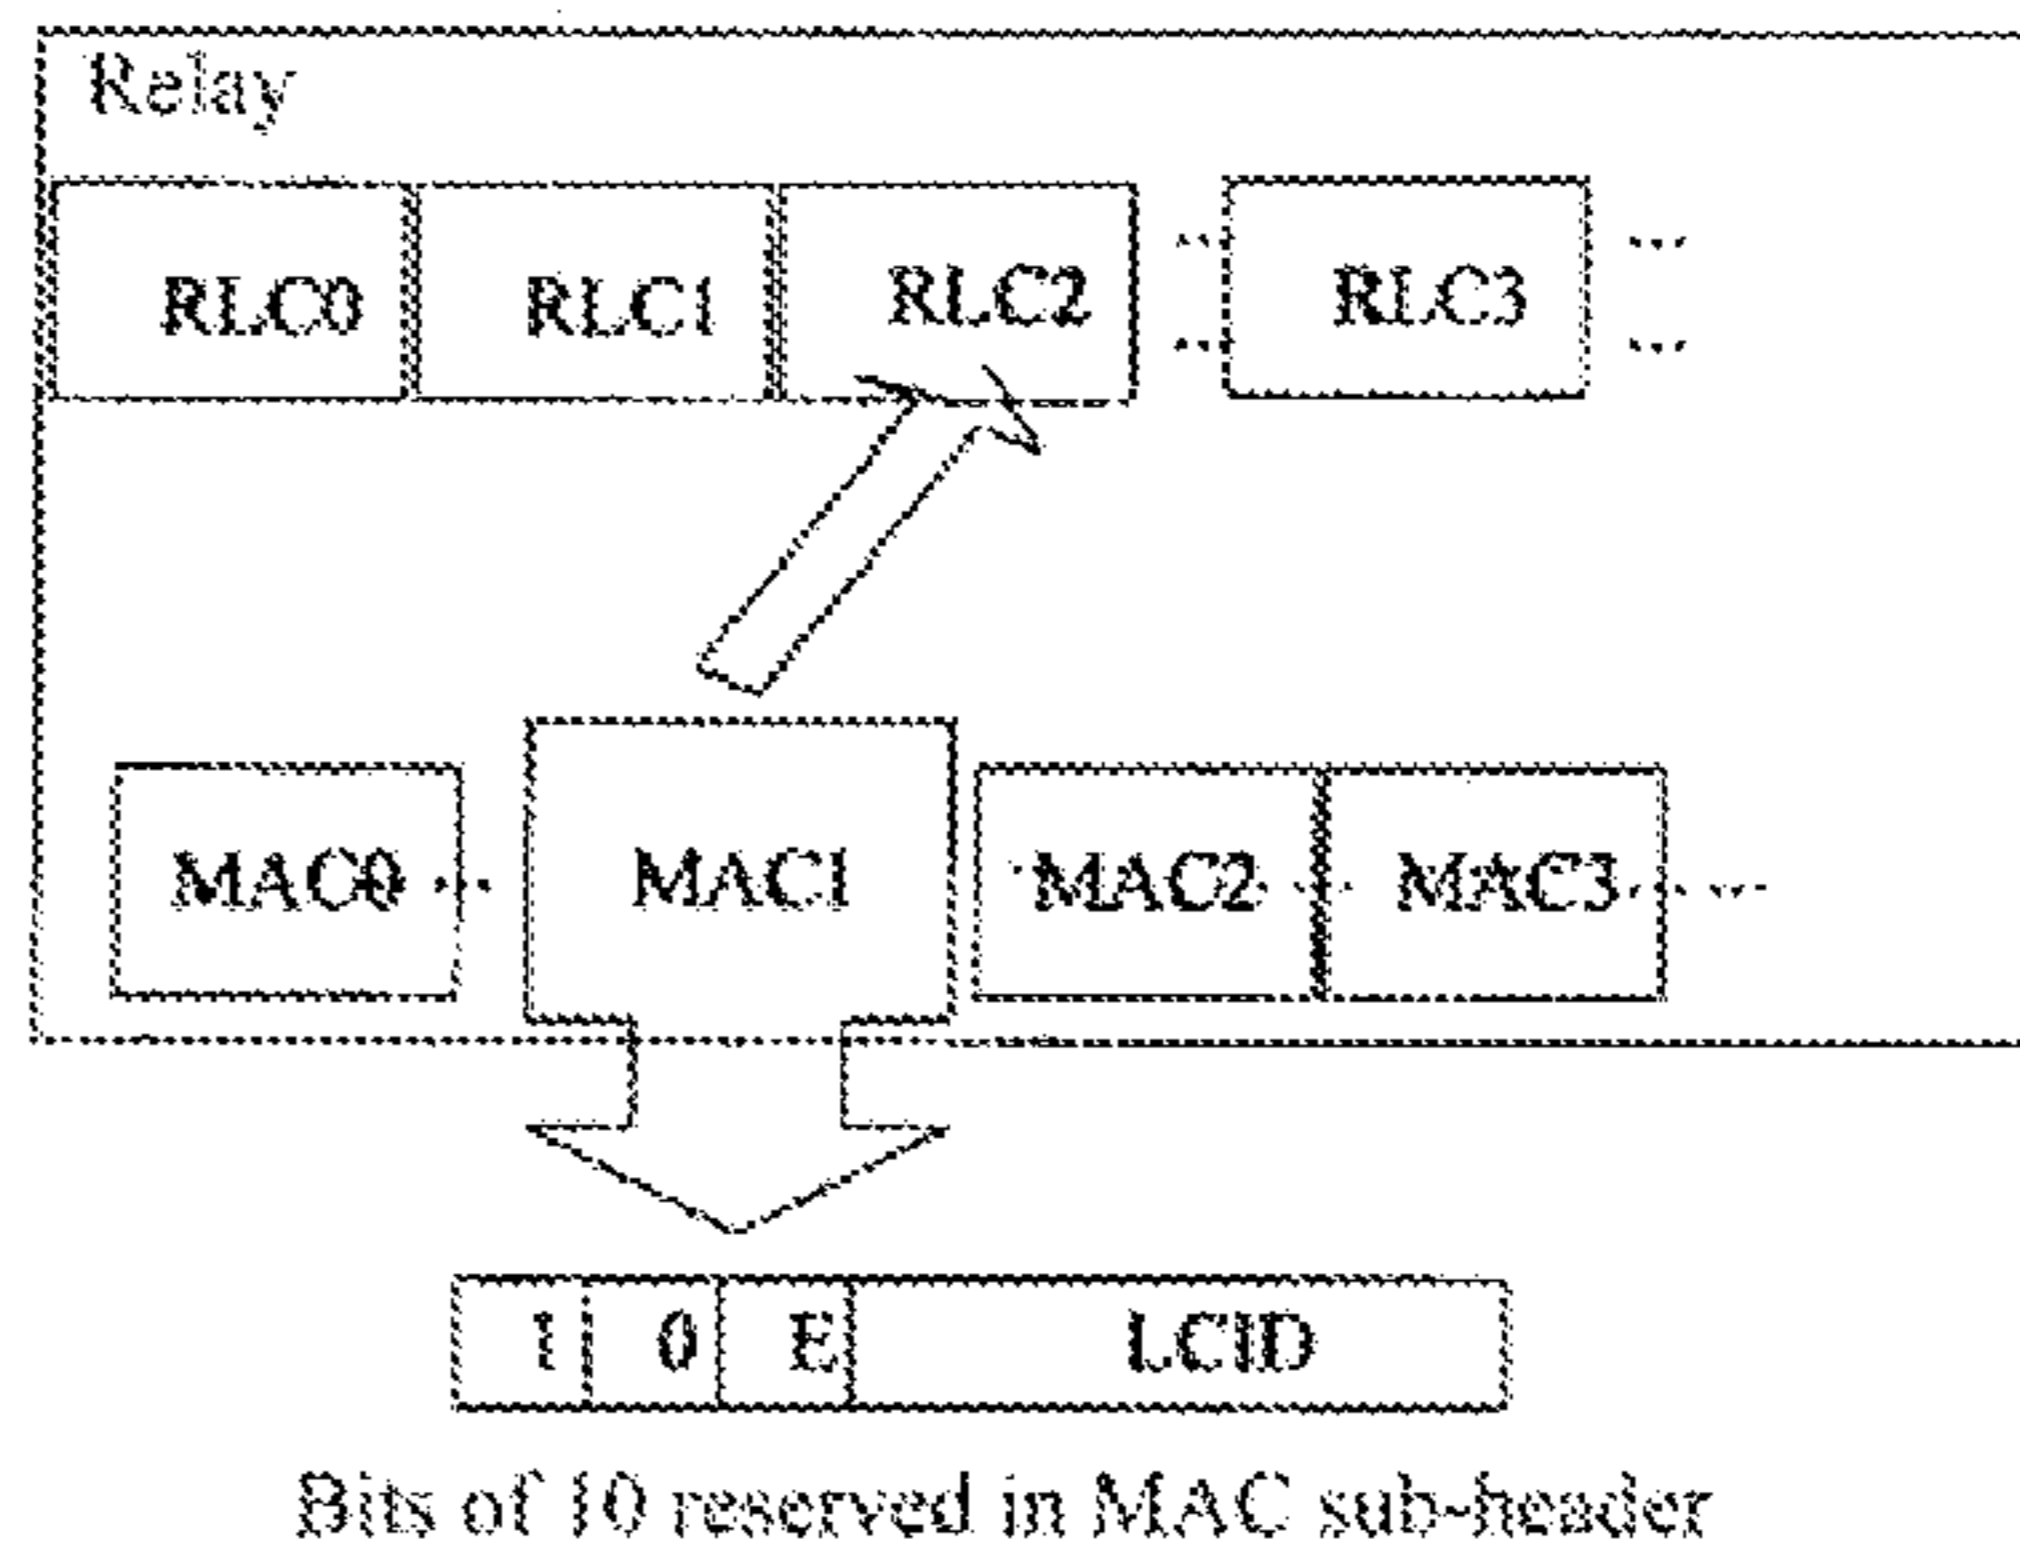 Relay
RLC0 RLC1 RLC2 ... RLC3 ...
... ...
MAC0 ... MAC1 MAC2 ... MAC3 ... ...
1 0 E LCID
Bits of 10 reserved in MAC sub-header